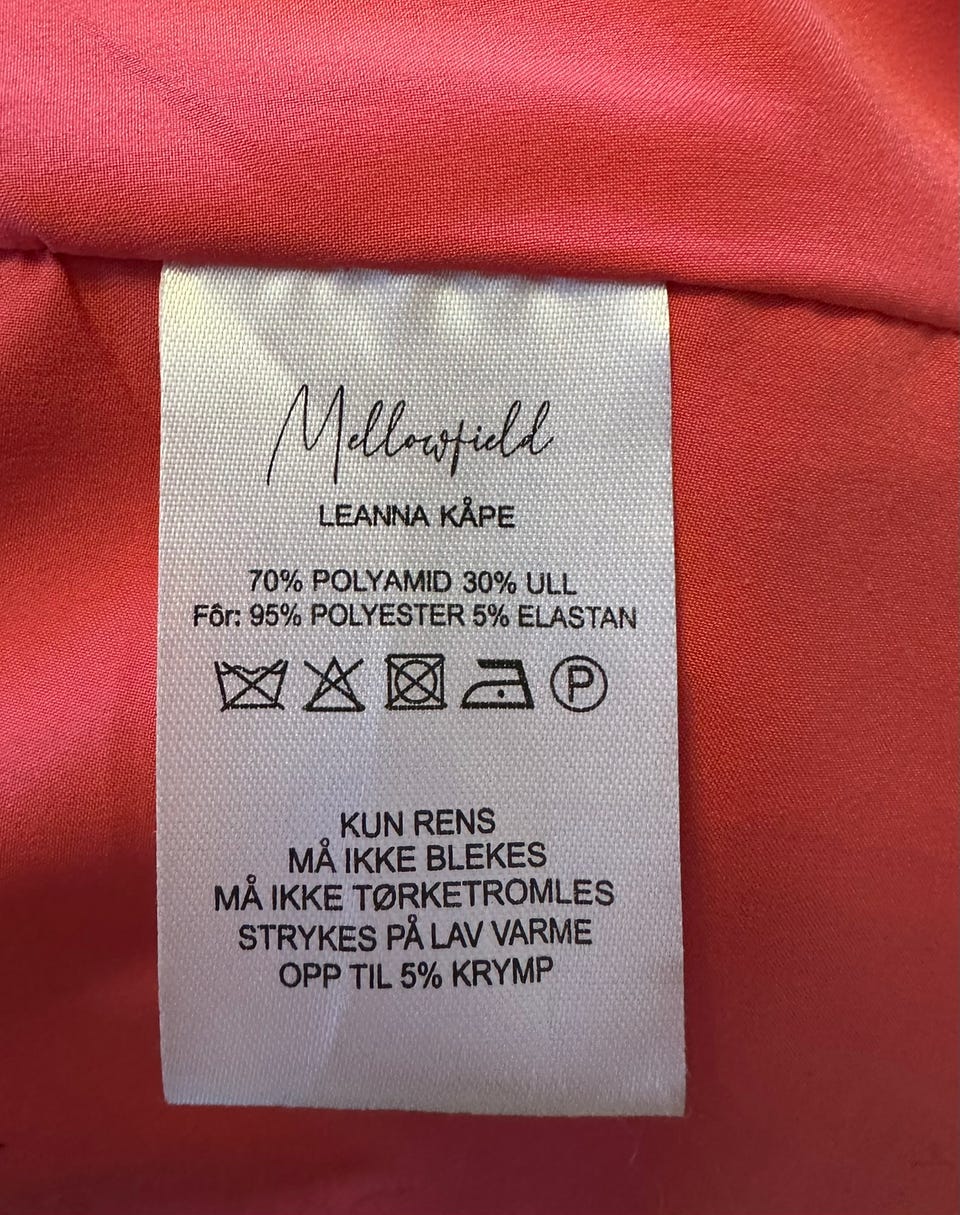 Mellowfield
LEANNA KÅPE
70% POLYAMID 30% ULL
Fôr: 95% POLYESTER 5% ELASTAN
P
KUN RENS
MÅ IKKE BLEKES
MÅ IKKE TØRKETROMLES
STRYKES PÅ LAV VARME
OPP TIL 5% KRYMP